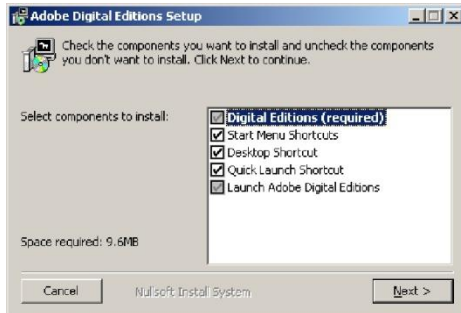 Adobe Digital Editions Setup
Check the components you want to install and uncheck the components
you don't want to install. Click Next to continue.
Select components to install:
Digital Editions (required)
Start Menu Shortcuts
Desktop Shortcut
Quick Launch Shortcut
Launch Adobe Digital Editions
Space required: 9.6MB
Cancel
Nullsoft Install System
Next >